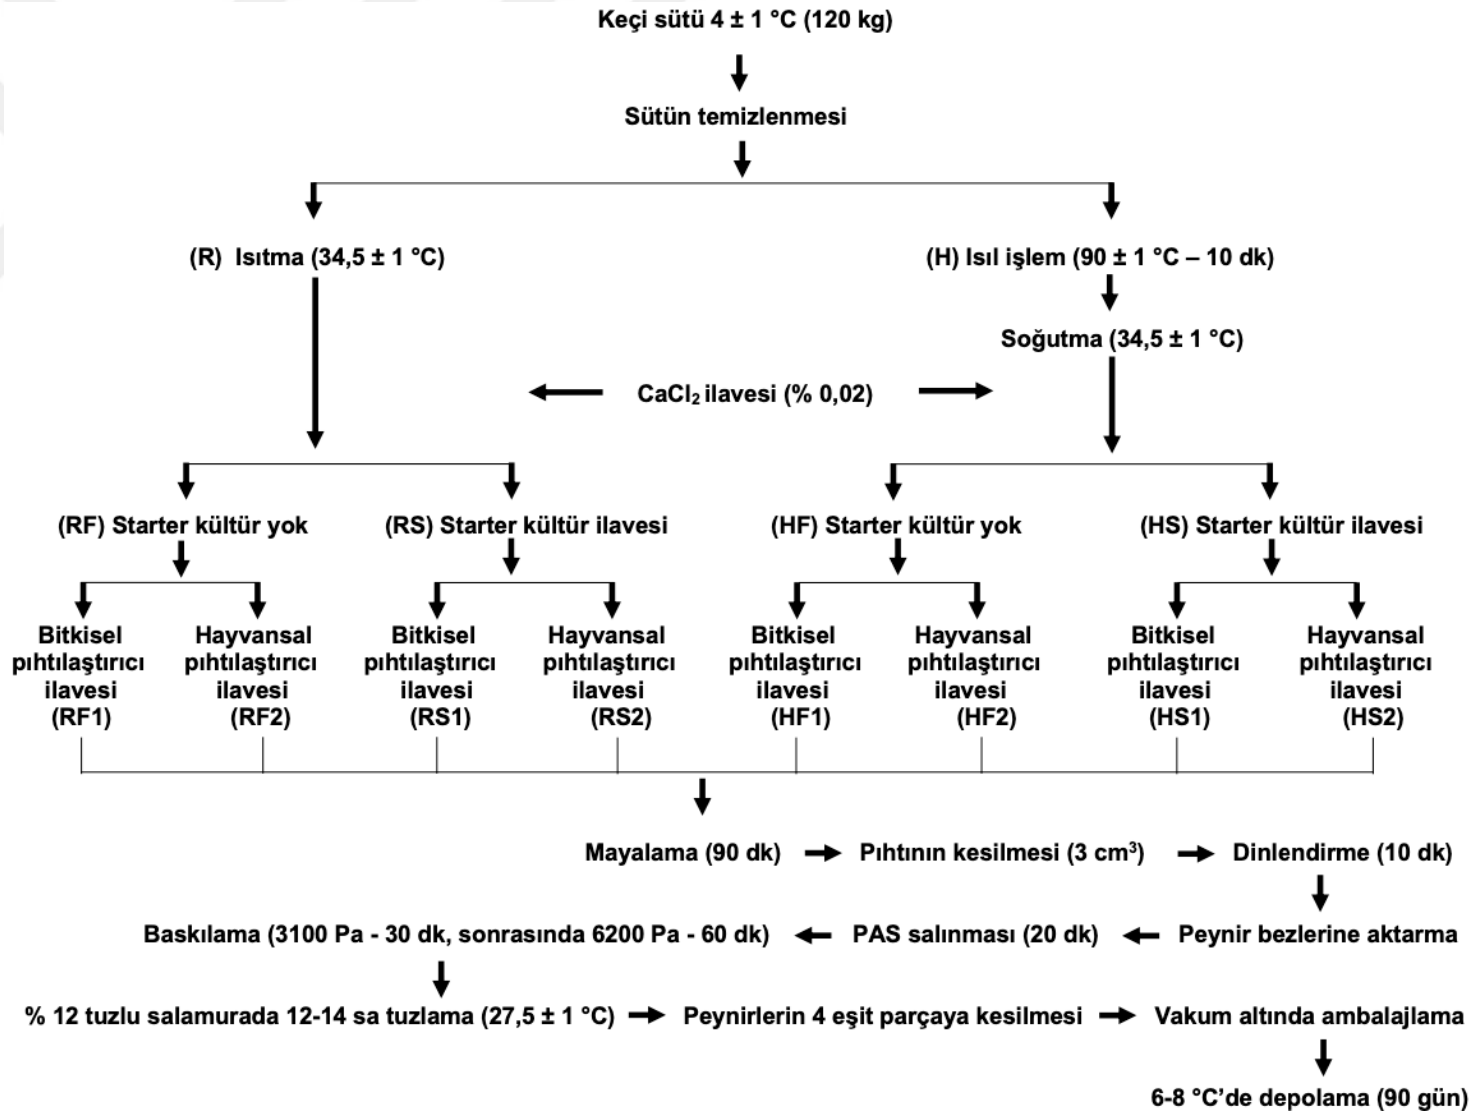 Keçi sütü 4 ± 1 °C (120 kg)
Sütün temizlenmesi
(R) Isıtma (34,5 ± 1 °C)
(H) Isıl işlem (90 ± 1 °C – 10 dk)
Soğutma (34,5 ± 1 °C)
CaCl₂ ilavesi (% 0,02)
(RF) Starter kültür yok
(RS) Starter kültür ilavesi
(HF) Starter kültür yok
(HS) Starter kültür ilavesi
Bitkisel
pıhtılaştırıcı
ilavesi
(RF1)
Hayvansal
pıhtılaştırıcı
ilavesi
(RF2)
Bitkisel
pıhtılaştırıcı
ilavesi
(RS1)
Hayvansal
pıhtılaştırıcı
ilavesi
(RS2)
Bitkisel
pıhtılaştırıcı
ilavesi
(HF1)
Hayvansal
pıhtılaştırıcı
ilavesi
(HF2)
Bitkisel
pıhtılaştırıcı
ilavesi
(HS1)
Hayvansal
pıhtılaştırıcı
ilavesi
(HS2)
Mayalama (90 dk)
Pıhtının kesilmesi (3 cm³)
Dinlendirme (10 dk)
Baskılama (3100 Pa - 30 dk, sonrasında 6200 Pa - 60 dk)
PAS salınması (20 dk)
Peynir bezlerine aktarma
% 12 tuzlu salamurada 12-14 sa tuzlama (27,5 ± 1 °C)
Peynirlerin 4 eşit parçaya kesilmesi
Vakum altında ambalajlama
6-8 °C’de depolama (90 gün)